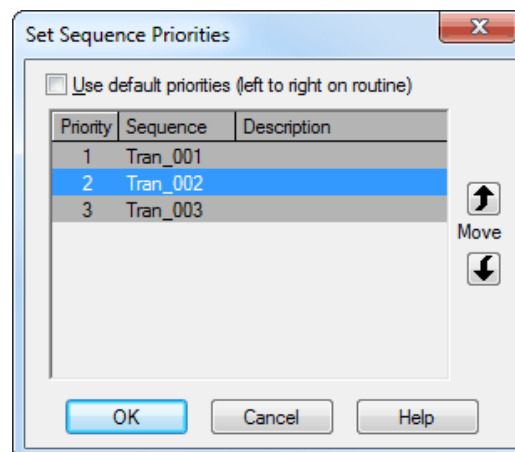 Set Sequence Priorities
Use default priorities (left to right on routine)
Priority Sequence Description
1 Tran_001
2 Tran_002
3 Tran_003
Move
OK Cancel Help